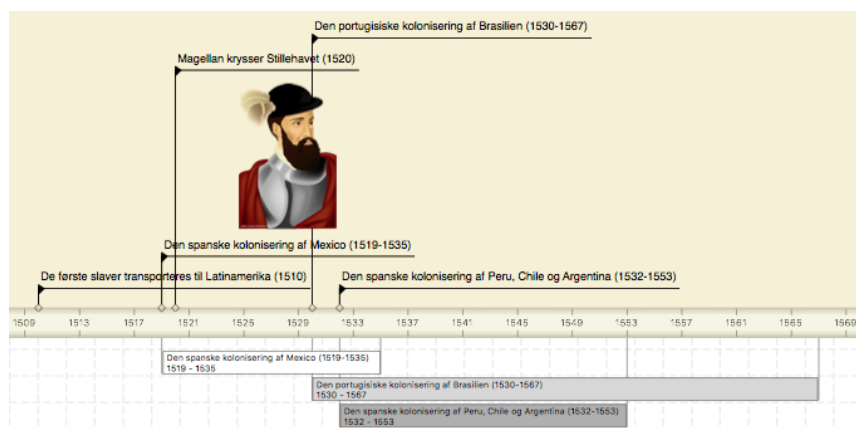 Den portugisiske kolonisering af Brasilien (1530-1567)
Magellan krysser Stillehavet (1520)
Den spanske kolonisering af Mexico (1519-1535)
De første slaver transporteres til Latinamerika (1510)
Den spanske kolonisering af Peru, Chile og Argentina (1532-1553)
1509 1513 1517 1521 1525 1529 1533 1537 1541 1545 1549 1553 1557 1561 1565 1569
Den spanske kolonisering af Mexico (1519-1535)
1519 - 1535
Den portugisiske kolonisering af Brasilien (1530-1567)
1530 - 1567
Den spanske kolonisering af Peru, Chile og Argentina (1532-1553)
1532 - 1553